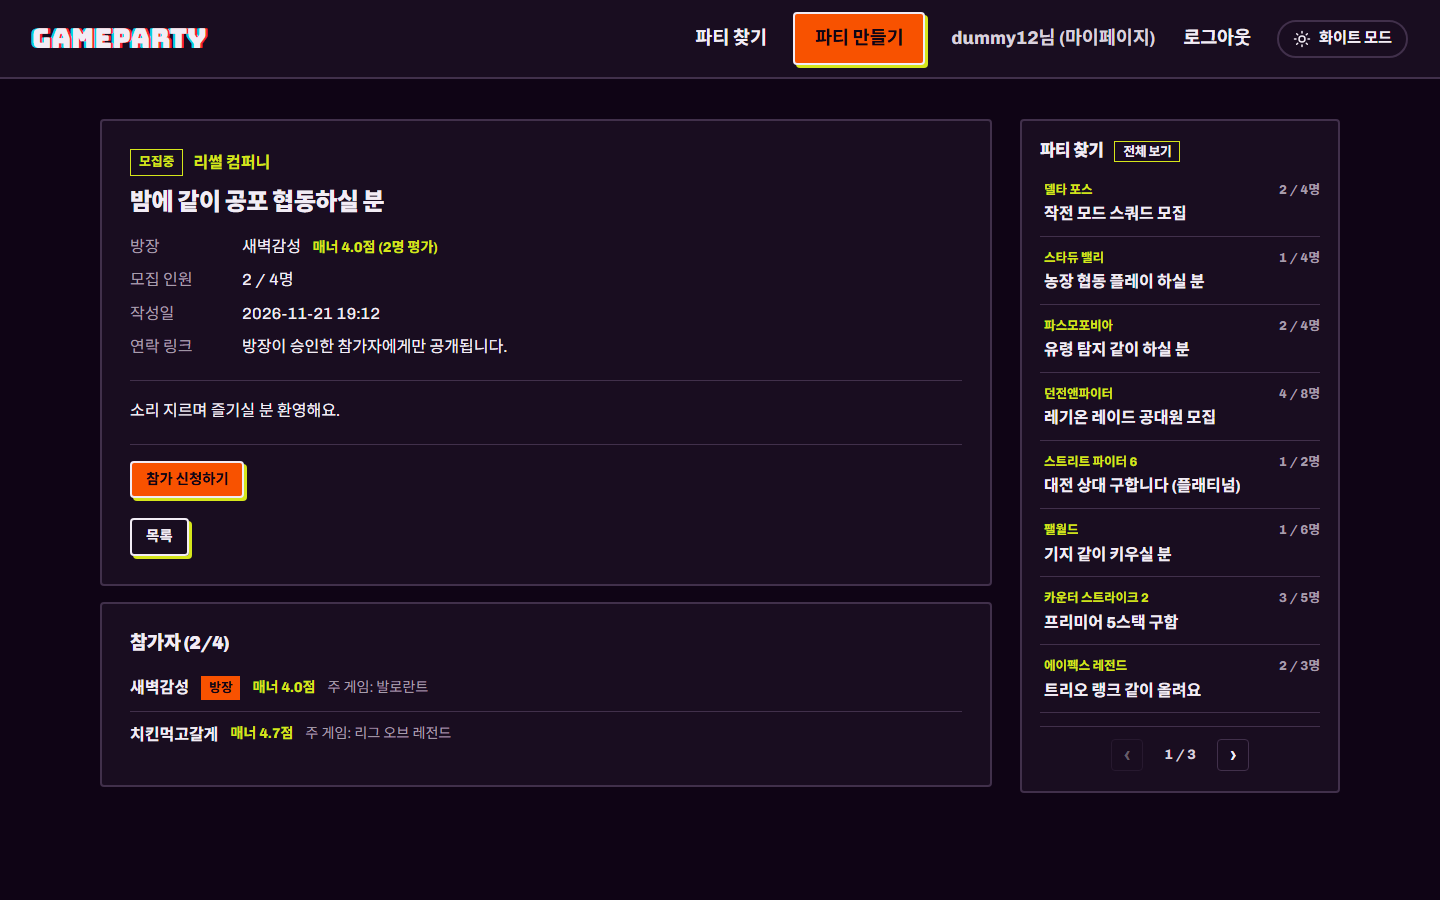 GAMEPARTY
파티 찾기
파티 만들기
dummy12님 (마이페이지)
로그아웃
화이트 모드
모집중 리썰 컴퍼니
밤에 같이 공포 협동하실 분
방장 새벽감성 매너 4.0점 (2명 평가)
모집 인원 2 / 4명
작성일 2026-11-21 19:12
연락 링크 방장이 승인한 참가자에게만 공개됩니다.
소리 지르며 즐기실 분 환영해요.
참가 신청하기
목록
참가자 (2/4)
새벽감성 방장 매너 4.0점 주 게임: 발로란트
치킨먹고갈게 매너 4.7점 주 게임: 리그 오브 레전드
파티 찾기 전체 보기
델타 포스 2 / 4명
작전 모드 스쿼드 모집
스타듀 밸리 1 / 4명
농장 협동 플레이 하실 분
파스모포비아 2 / 4명
유령 탐지 같이 하실 분
던전앤파이터 4 / 8명
레기온 레이드 공대원 모집
스트리트 파이터 6 1 / 2명
대전 상대 구합니다 (플래티넘)
팰월드 1 / 6명
기지 같이 키우실 분
카운터 스트라이크 2 3 / 5명
프리미어 5스택 구함
에이펙스 레전드 2 / 3명
트리오 랭크 같이 올려요
‹ 1 / 3 ›